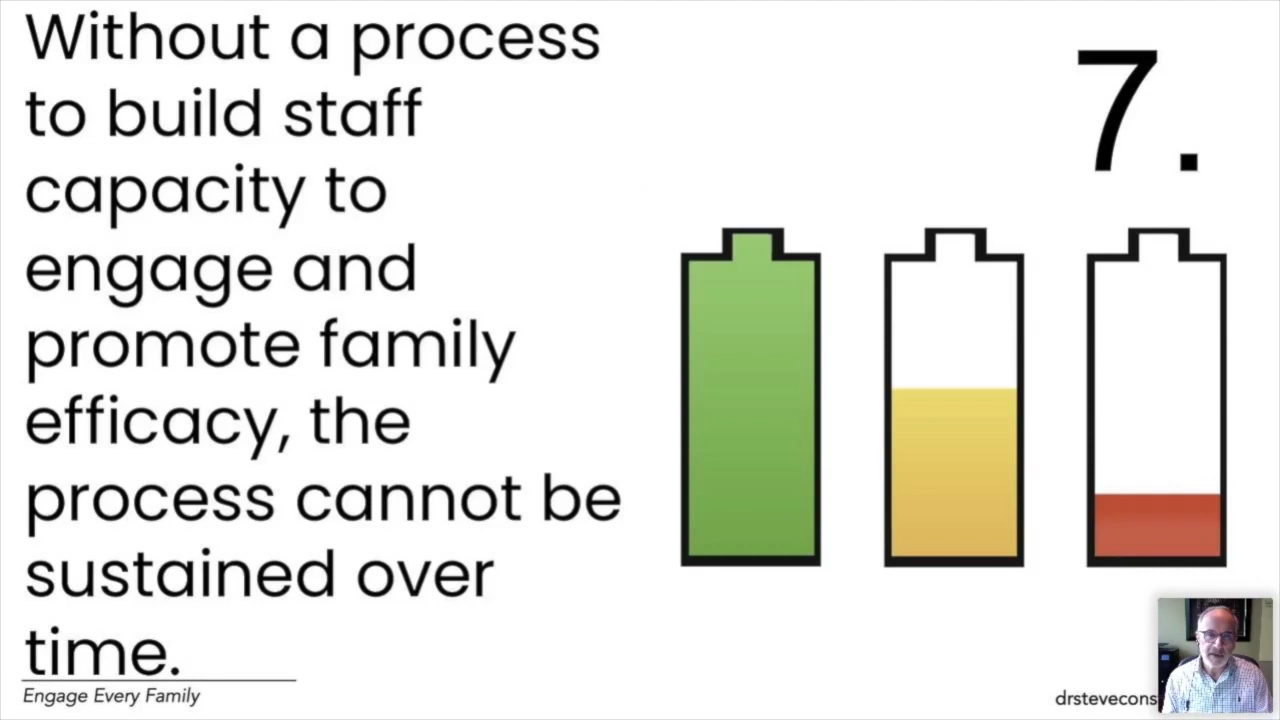 Without a process
to build staff
capacity to
engage and
promote family
efficacy, the
process cannot be
sustained over
time.
7.
Engage Every Family